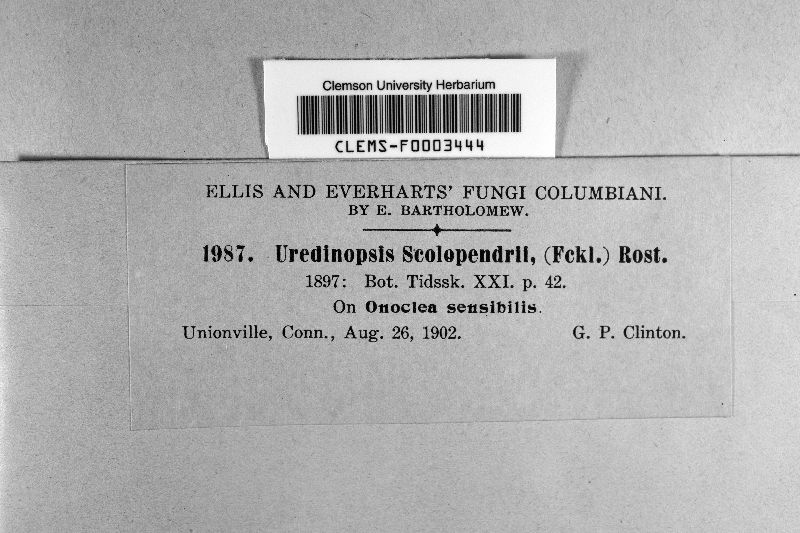 Clemson University Herbarium
CLEMS-F0003444
ELLIS AND EVERHARTS' FUNGI COLUMBIANI.
BY E. BARTHOLOMEW.
1987. Uredinopsis Scolopendrii, (Fckl.) Rost.
1897: Bot. Tidssk. XXI. p. 42.
On Onoclea sensibilis.
Unionville, Conn., Aug. 26, 1902. G. P. Clinton.